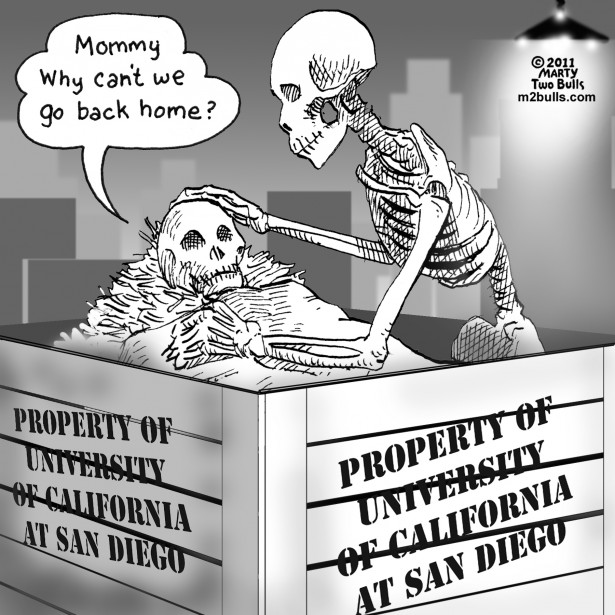 Mommy
Why can't we
go back home?
© 2011
MARTY
Two Bulls
m2bulls.com
PROPERTY OF
UNIVERSITY
OF CALIFORNIA
AT SAN DIEGO
PROPERTY OF
UNIVERSITY
OF CALIFORNIA
AT SAN DIEGO